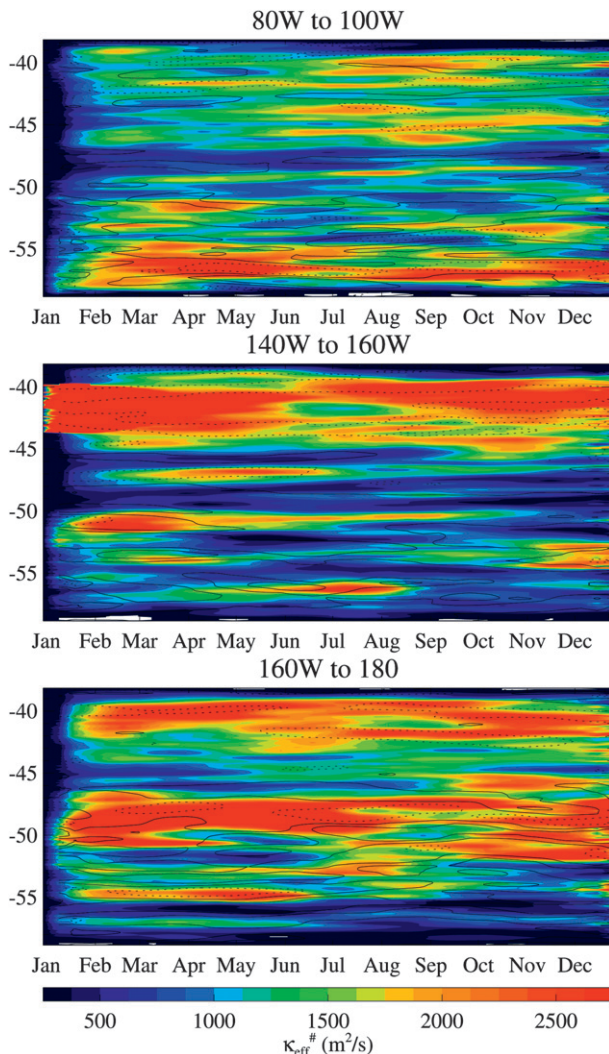 80W to 100W
-40
-45
-50
-55
Jan Feb Mar Apr May Jun Jul Aug Sep Oct Nov Dec
140W to 160W
-40
-45
-50
-55
Jan Feb Mar Apr May Jun Jul Aug Sep Oct Nov Dec
160W to 180
-40
-45
-50
-55
Jan Feb Mar Apr May Jun Jul Aug Sep Oct Nov Dec
500 1000 1500 2000 2500
κeff# (m²/s)